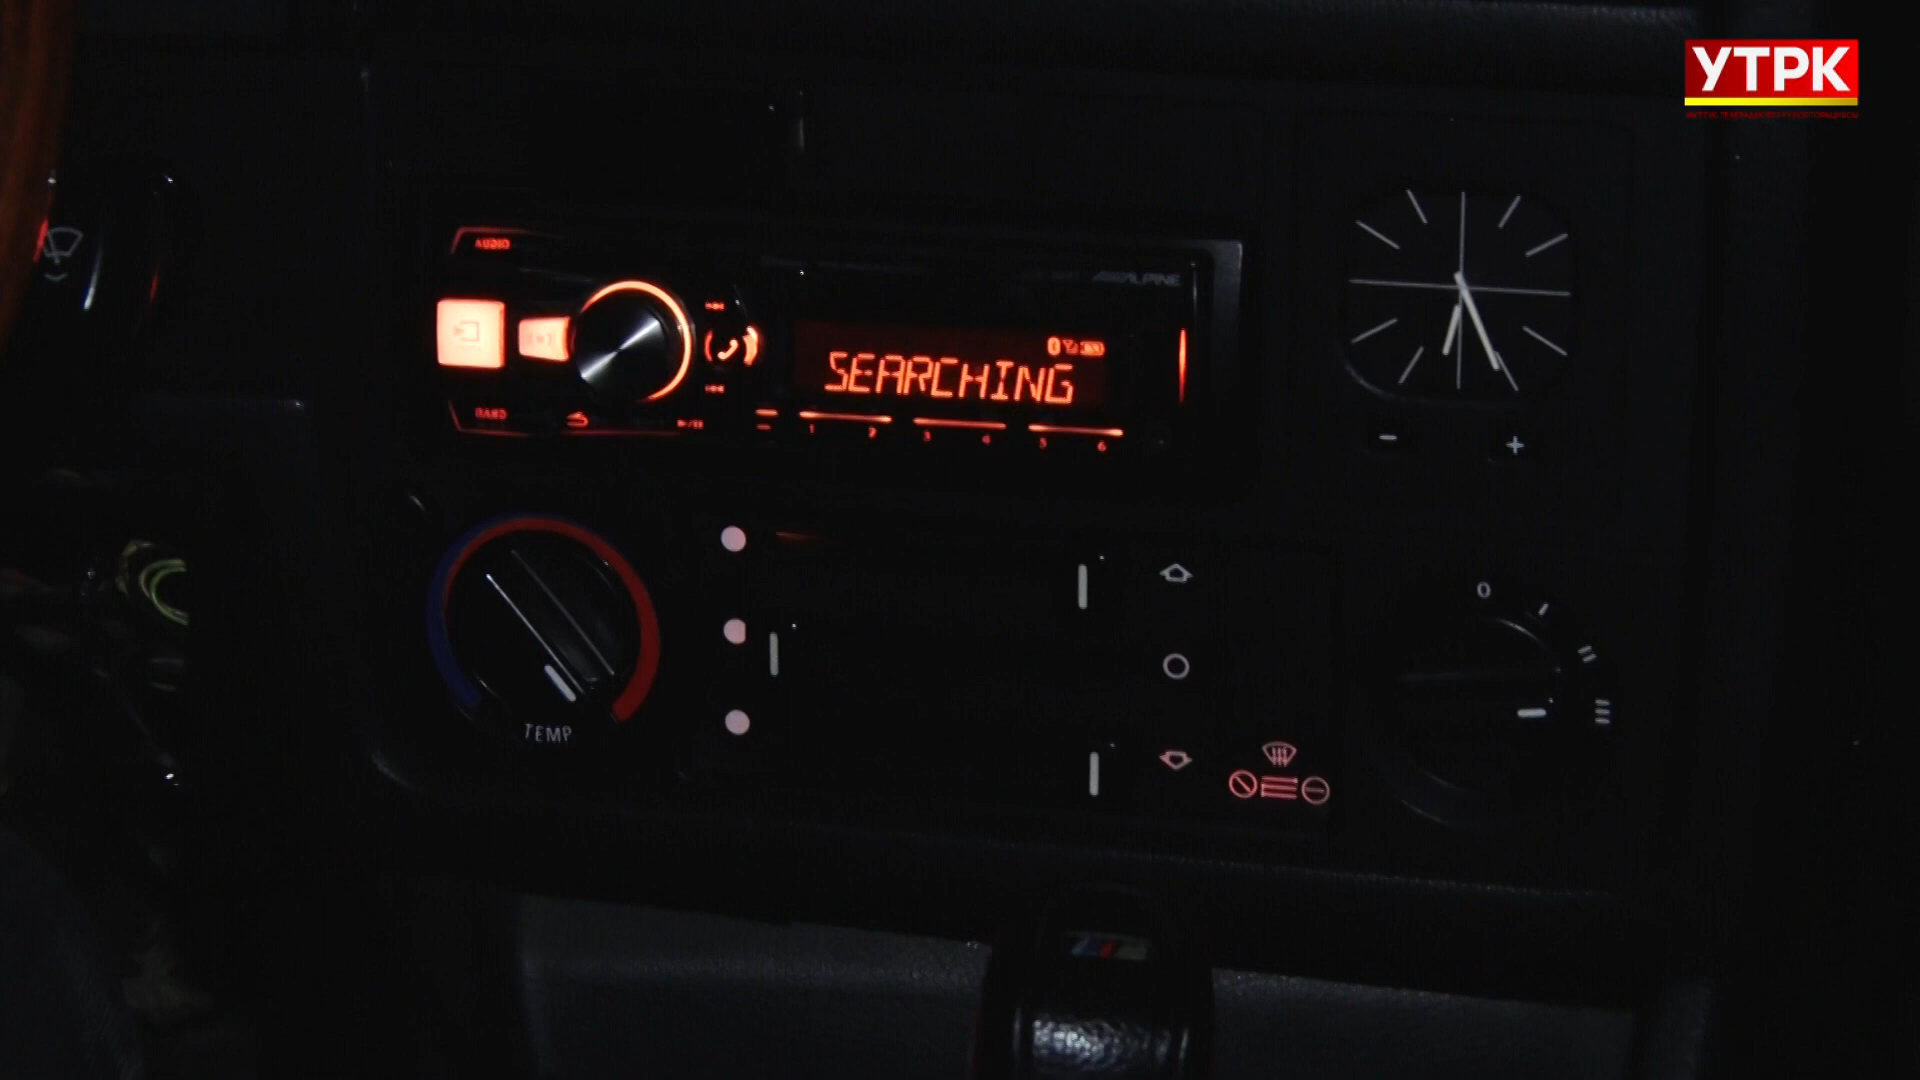 УТРК
AUDIO
ALPINE
SEARCHING
BAND
1 2 3 4 5 6
- +
0
TEMP